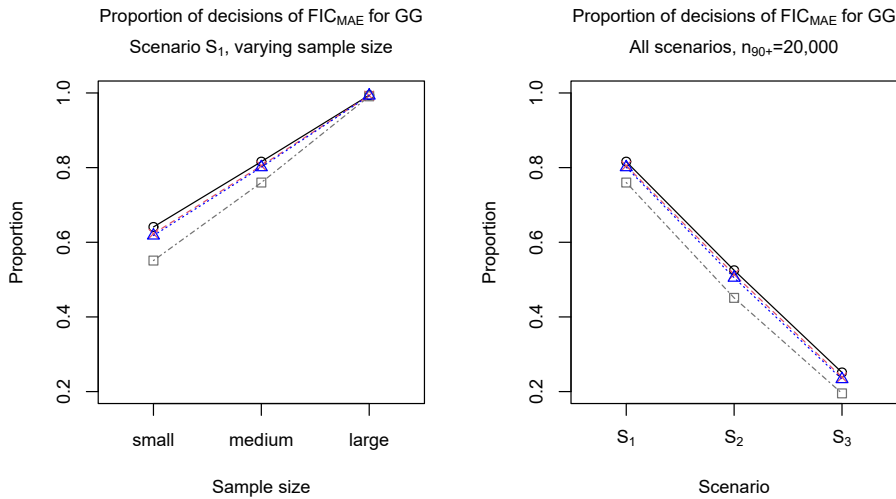 Proportion of decisions of FIC_MAE for GG
Scenario S₁, varying sample size
Proportion
1.0
0.8
0.6
0.4
0.2
small medium large
Sample size
Proportion of decisions of FIC_MAE for GG
All scenarios, n₉₀₊=20,000
Proportion
1.0
0.8
0.6
0.4
0.2
S₁ S₂ S₃
Scenario